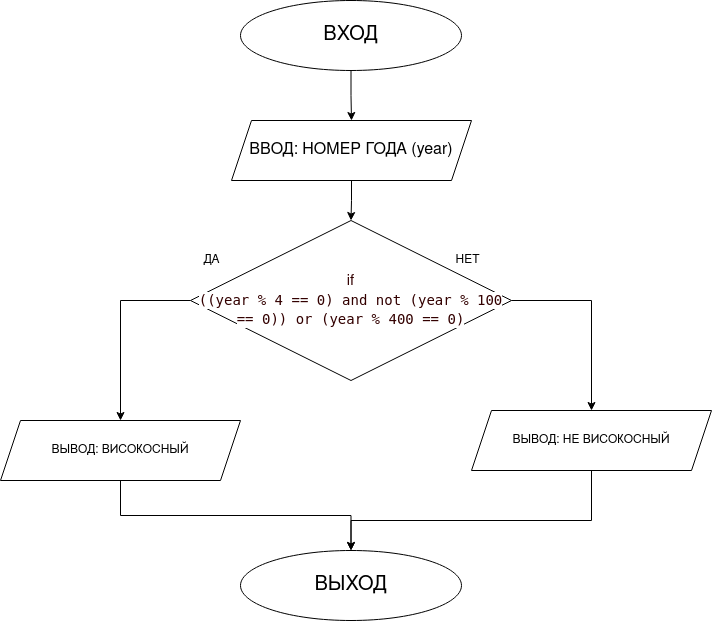 ВХОД
ВВОД: НОМЕР ГОДА (year)
ДА
НЕТ
if
((year % 4 == 0) and not (year % 100
== 0)) or (year % 400 == 0)
ВЫВОД: ВИСОКОСНЫЙ
ВЫВОД: НЕ ВИСОКОСНЫЙ
ВЫХОД